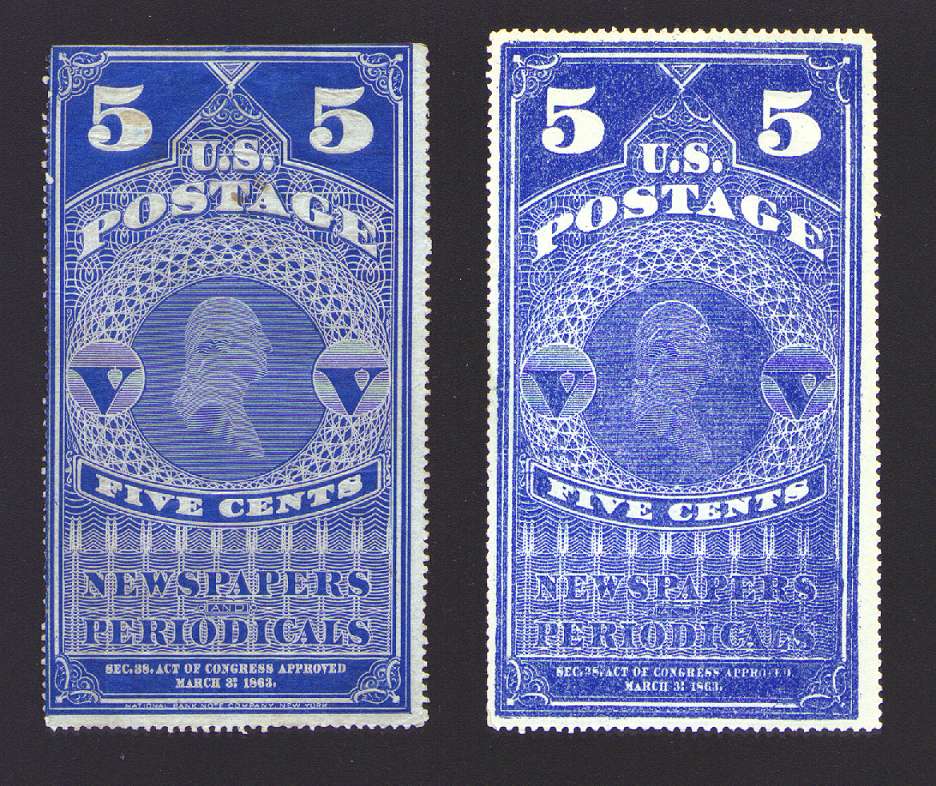 5 5
U.S.
POSTAGE
V V
FIVE CENTS
NEWSPAPERS
AND
PERIODICALS
SEC. 38. ACT OF CONGRESS APPROVED
MARCH 3D 1863.
NATIONAL BANK NOTE COMPANY, NEW YORK
5 5
U.S.
POSTAGE
V V
FIVE CENTS
NEWSPAPERS
PERIODICALS
SEC. 38. ACT OF CONGRESS APPROVED
MARCH 3D 1863.